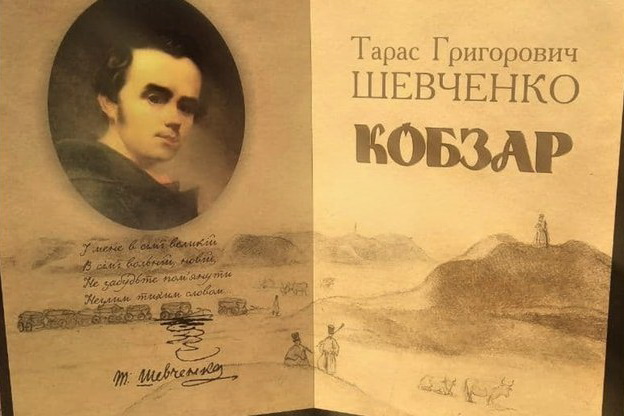 І мене в сім'ї великій
В сім'ї вольній, новій,
Не забудьте пом'янути
Незлим тихим словом.
Т. Шевченко
Тарас Григорович
ШЕВЧЕНКО
КОБЗАР